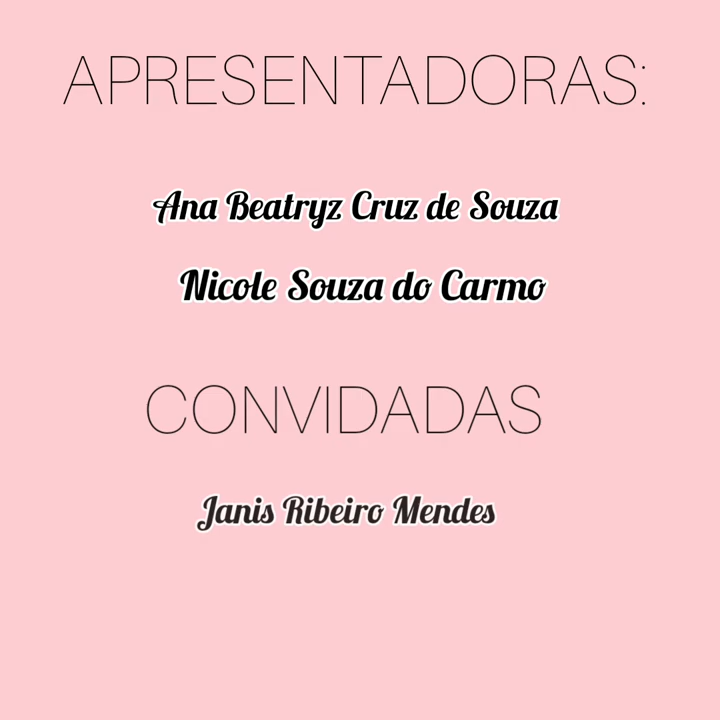 APRESENTADORAS:
Ana Beatryz Cruz de Souza
Nicole Souza do Carmo
CONVIDADAS
Janis Ribeiro Mendes